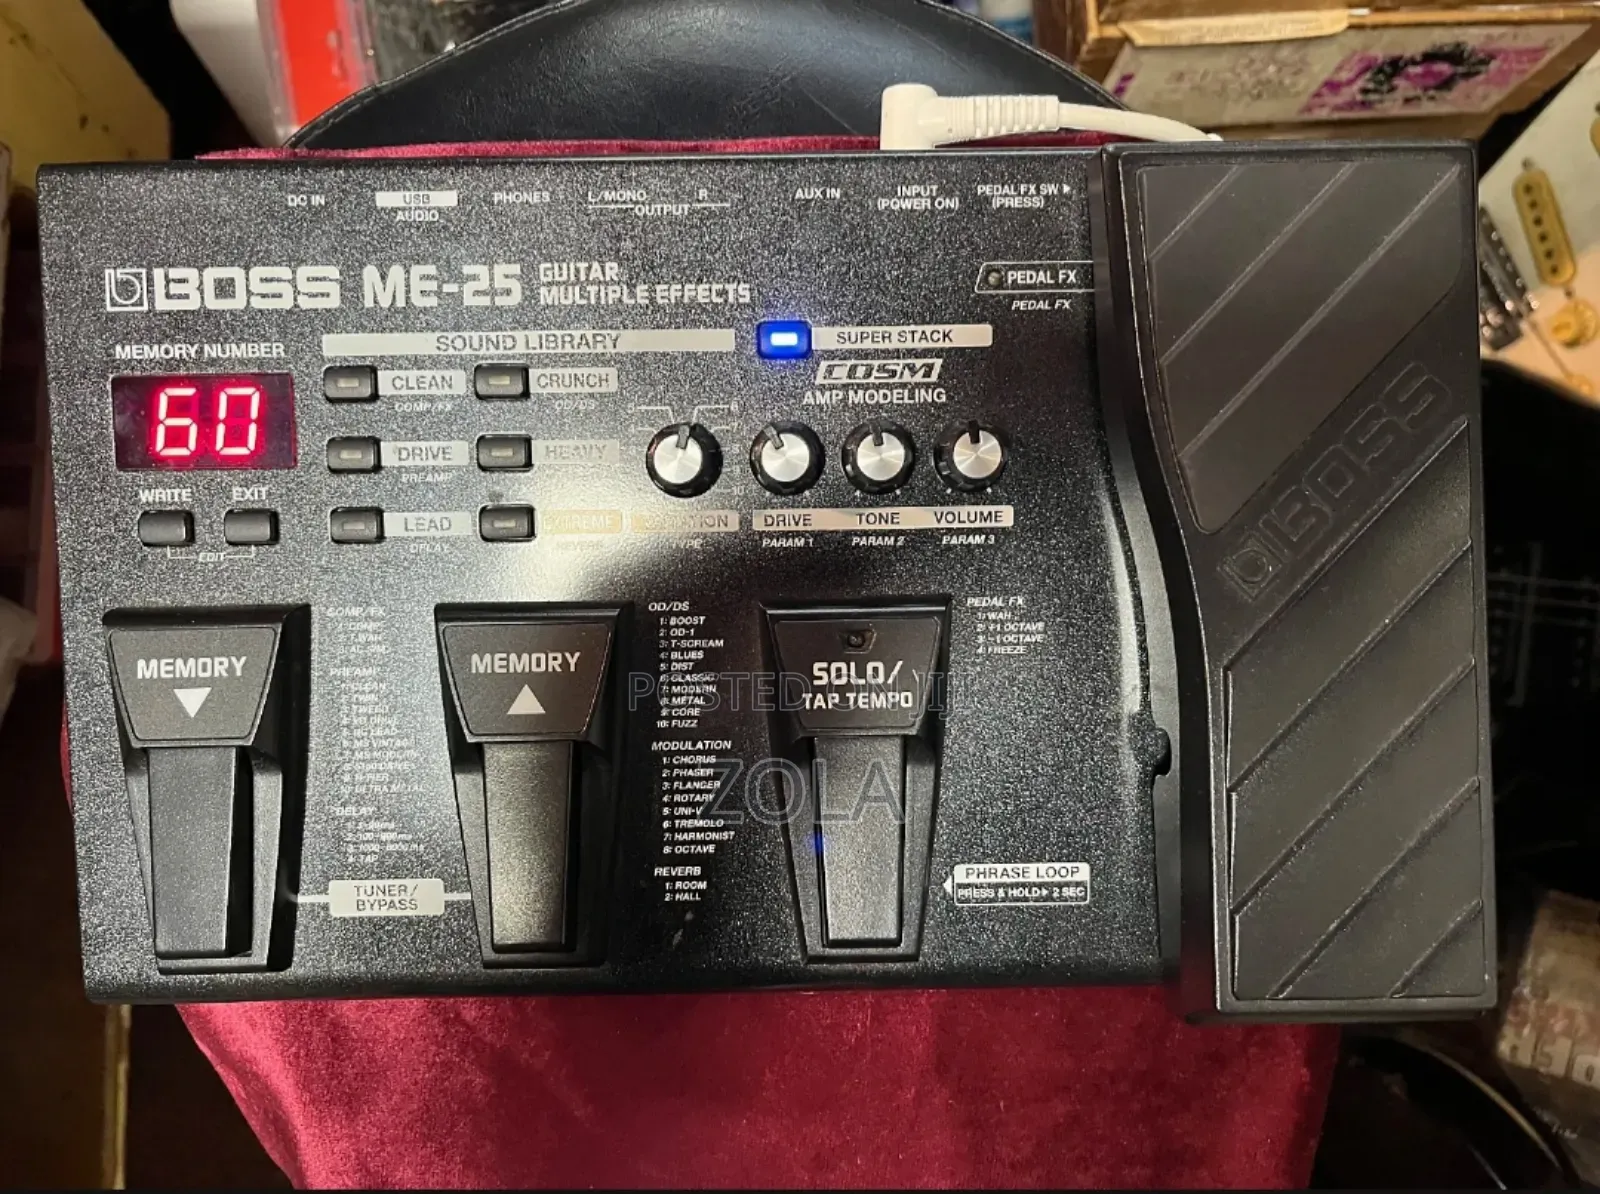 DC IN
USB
AUDIO
PHONES
L/MONO R
OUTPUT
AUX IN
INPUT
(POWER ON)
PEDAL FX SW
(PRESS)
BOSS ME-25 GUITAR
MULTIPLE EFFECTS
PEDAL FX
PEDAL FX
MEMORY NUMBER
SOUND LIBRARY
SUPER STACK
60
CLEAN
COMP/FX
CRUNCH
OD/DS
COSM
AMP MODELING
DRIVE
PREAMP
HEAVY
6
10
WRITE
EXIT
EDIT
LEAD
DELAY
EXTREME
REVERB
VARIATION
TYPE
DRIVE
PARAM 1
TONE
PARAM 2
VOLUME
PARAM 3
MEMORY
▼
COMP/FX
PREAMP
DELAY
4: TAP
TUNER/
BYPASS
MEMORY
▲
OD/DS
1: BOOST
2: OD-1
3: T-SCREAM
4: BLUES
5: DIST
6: CLASSIC
7: MODERN
8: METAL
9: CORE
10: FUZZ
MODULATION
1: CHORUS
2: PHASER
3: FLANGER
4: ROTARY
5: UNI-V
6: TREMOLO
7: HARMONIST
8: OCTAVE
REVERB
1: ROOM
2: HALL
SOLO/
TAP TEMPO
PEDAL FX
1: WAH
2: +1 OCTAVE
3: -1 OCTAVE
4: FREEZE
PHRASE LOOP
PRESS & HOLD ▶ 2 SEC
BOSS
POSTED
ZOLA